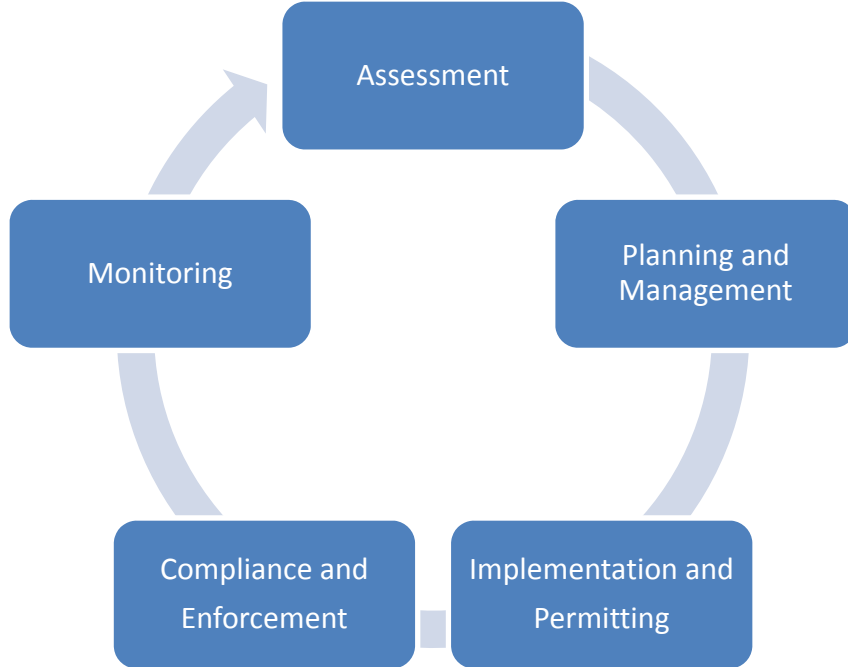 Assessment
Planning and
Management
Implementation and
Permitting
Compliance and
Enforcement
Monitoring